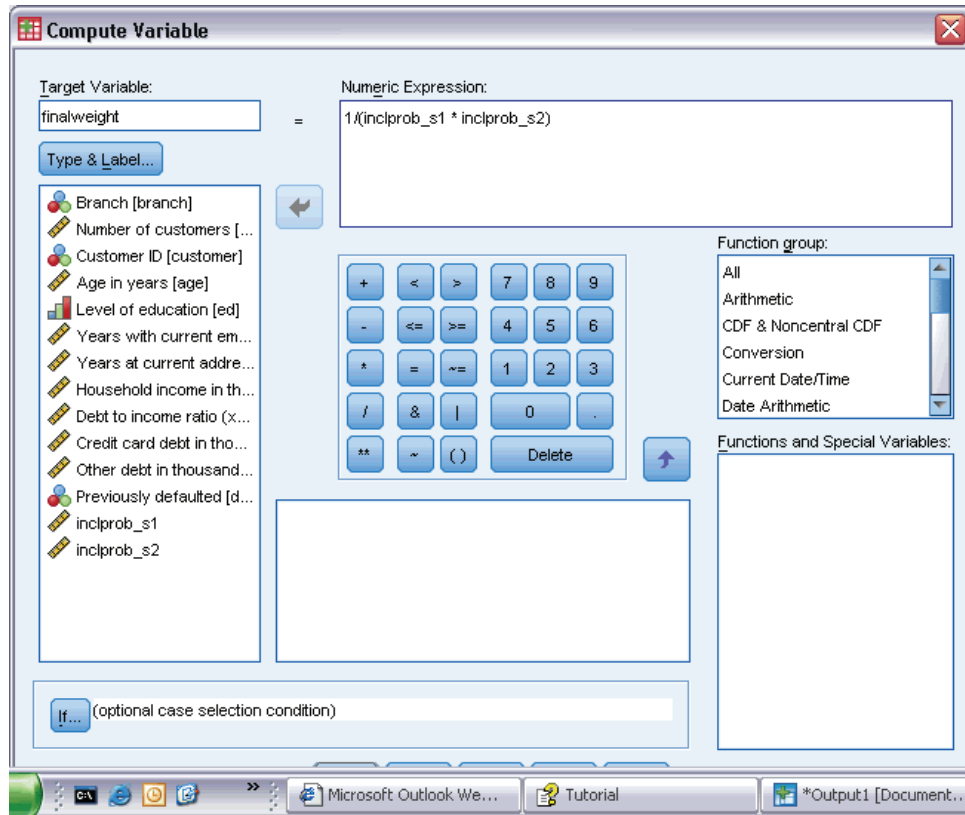 Compute Variable
Target Variable:
finalweight
=
Numeric Expression:
1/(inclprob_s1 * inclprob_s2)
Type & Label...
Branch [branch]
Number of customers [...
Customer ID [customer]
Age in years [age]
Level of education [ed]
Years with current em...
Years at current addre...
Household income in th...
Debt to income ratio (x...
Credit card debt in tho...
Other debt in thousand...
Previously defaulted [d...
inclprob_s1
inclprob_s2
+ < > 7 8 9
- <= >= 4 5 6
* = ~= 1 2 3
/ & | 0 .
** ~ ( ) Delete
Function group:
All
Arithmetic
CDF & Noncentral CDF
Conversion
Current Date/Time
Date Arithmetic
Functions and Special Variables:
If... (optional case selection condition)
C:\
»
Microsoft Outlook We...
Tutorial
*Output1 [Document...